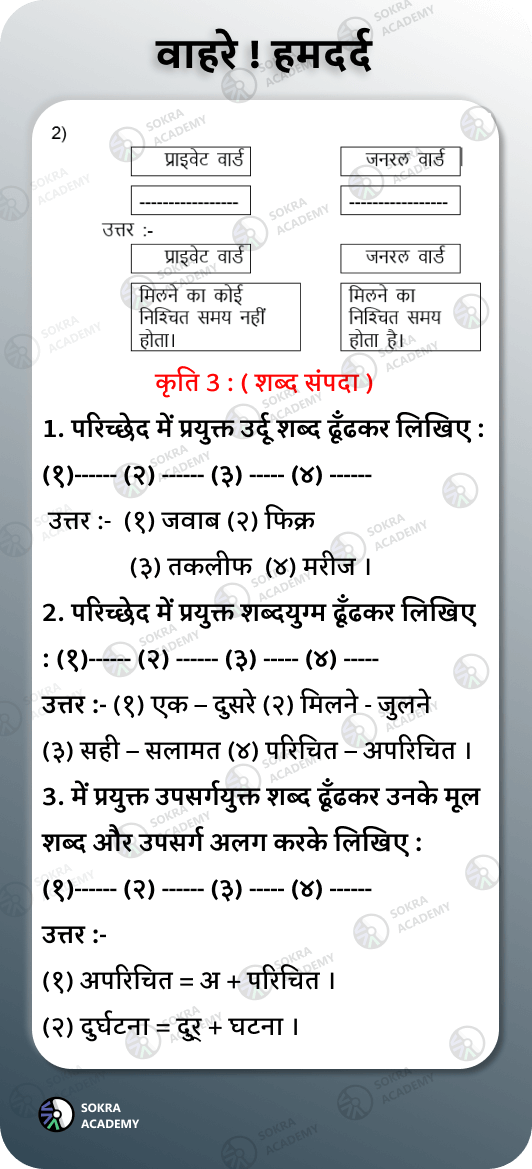 वाहरे ! हमदर्द
2)
प्राइवेट वार्ड जनरल वार्ड
----------------- -----------------
उत्तर :-
प्राइवेट वार्ड जनरल वार्ड
मिलने का कोई मिलने का
निश्चित समय नहीं निश्चित समय
होता। होता है।
कृति 3 : ( शब्द संपदा )
1. परिच्छेद में प्रयुक्त उर्दू शब्द ढूँढकर लिखिए :
(१)------ (२) ------ (३) ----- (४) ------
उत्तर :- (१) जवाब (२) फिक्र
(३) तकलीफ (४) मरीज ।
2. परिच्छेद में प्रयुक्त शब्दयुग्म ढूँढकर लिखिए
: (१)------ (२) ------ (३) ----- (४) -----
उत्तर :- (१) एक – दुसरे (२) मिलने - जुलने
(३) सही – सलामत (४) परिचित – अपरिचित ।
3. में प्रयुक्त उपसर्गयुक्त शब्द ढूँढकर उनके मूल
शब्द और उपसर्ग अलग करके लिखिए :
(१)------ (२) ------ (३) ----- (४) ------
उत्तर :-
(१) अपरिचित = अ + परिचित ।
(२) दुर्घटना = दुर् + घटना ।
SOKRA
ACADEMY